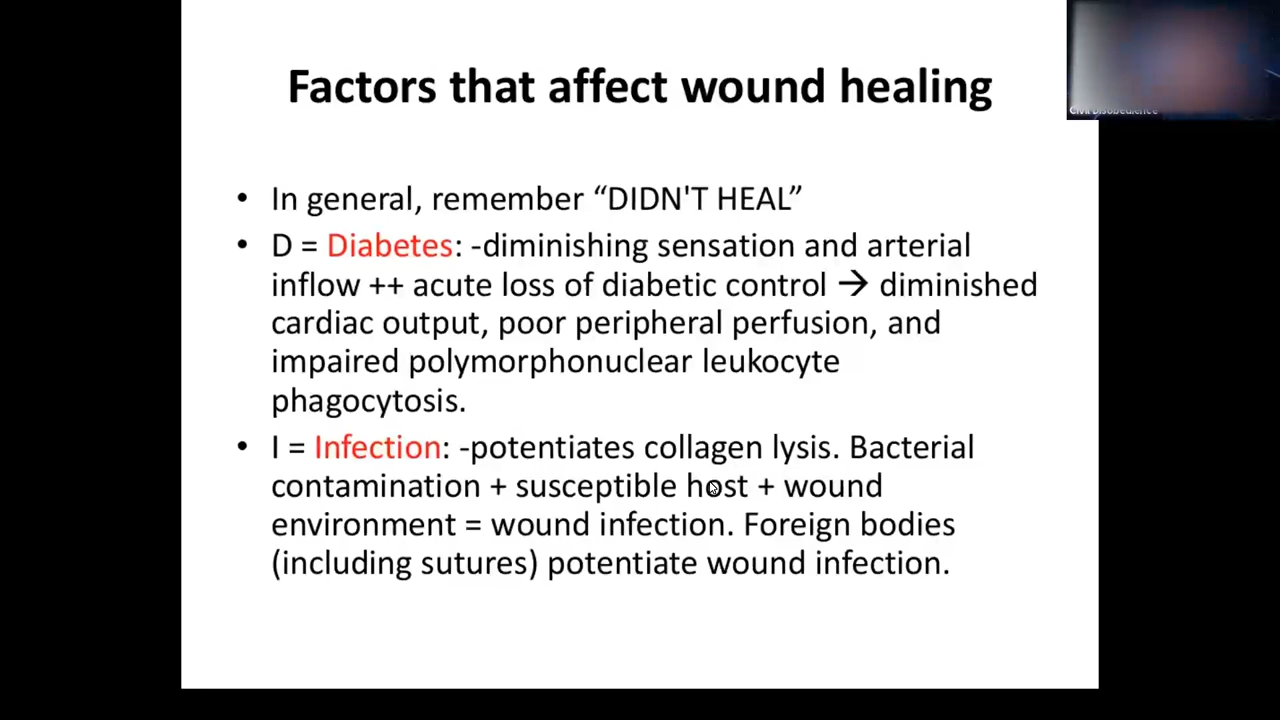 Civil Disobedience
Factors that affect wound healing
• In general, remember “DIDN'T HEAL”
• D = Diabetes: -diminishing sensation and arterial
inflow ++ acute loss of diabetic control → diminished
cardiac output, poor peripheral perfusion, and
impaired polymorphonuclear leukocyte
phagocytosis.
• I = Infection: -potentiates collagen lysis. Bacterial
contamination + susceptible host + wound
environment = wound infection. Foreign bodies
(including sutures) potentiate wound infection.